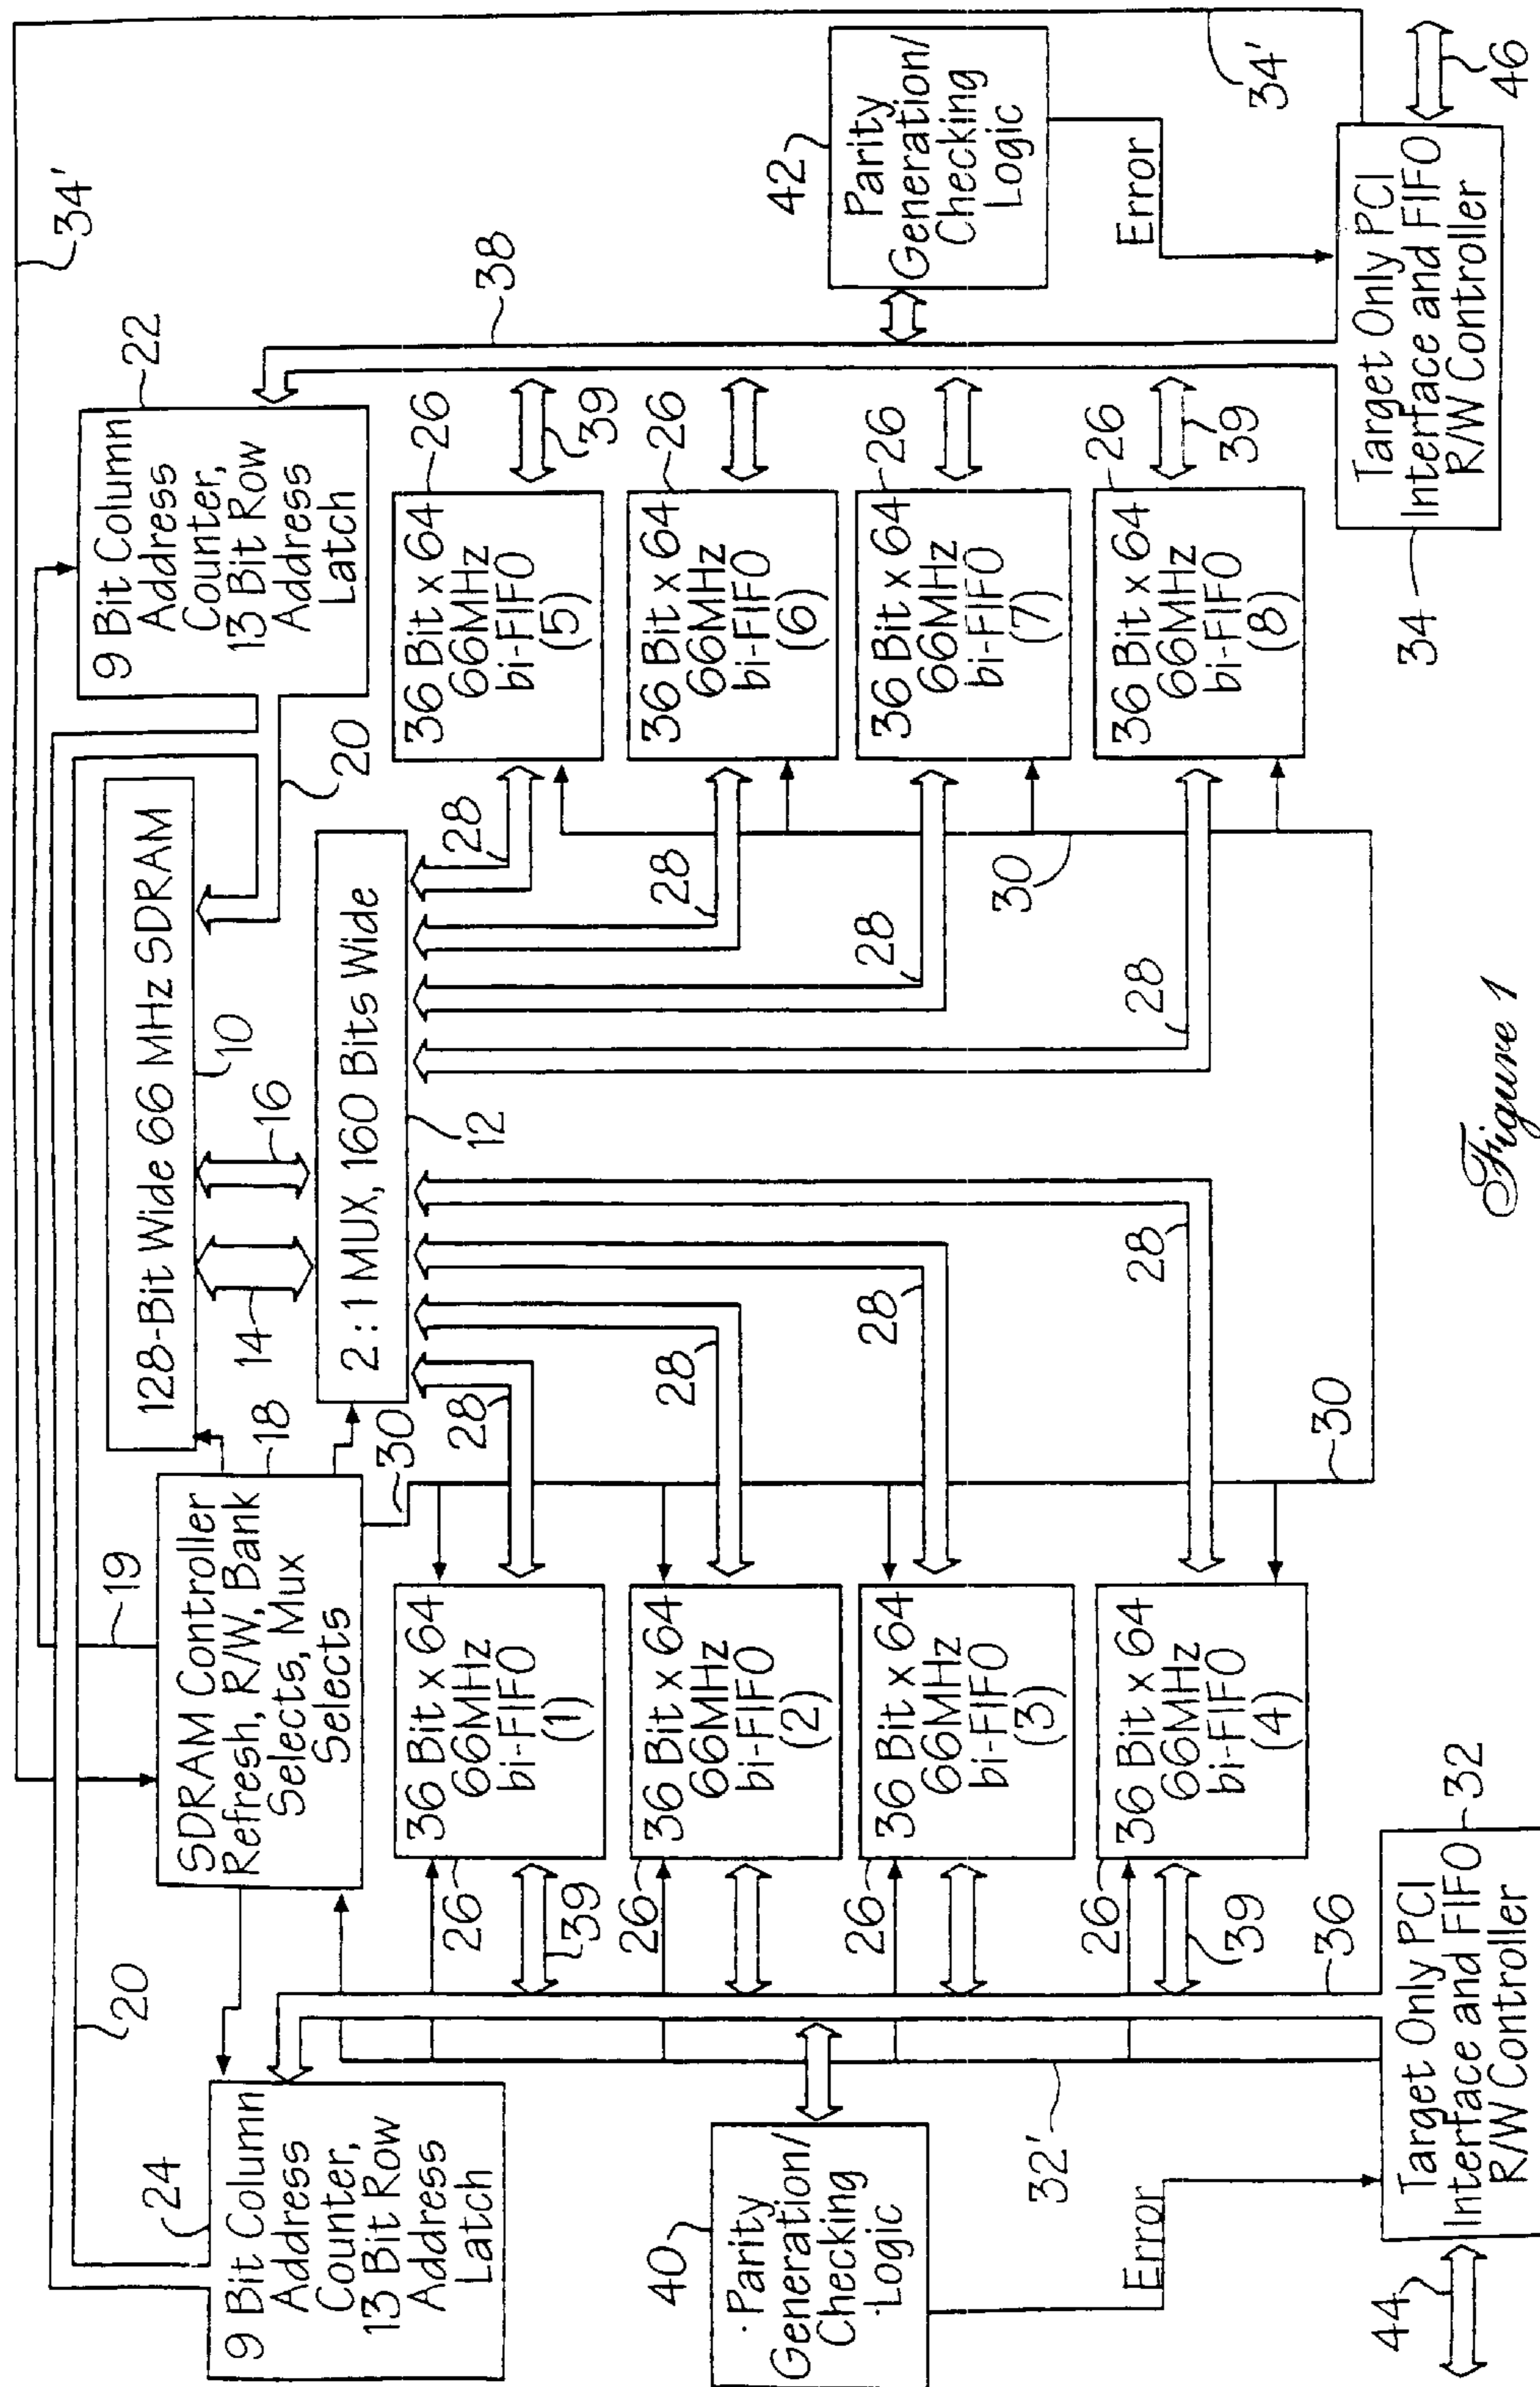 34'
20
19
9 Bit Column
Address
Counter,
13 Bit Row
Address
Latch
24
SDRAM Controller
Refresh, R/W, Bank
Selects, Mux
Selects
18
128-Bit Wide 66 MHz SDRAM
10
14
16
2 : 1 MUX, 160 Bits Wide
12
30
20
9 Bit Column
Address
Counter,
13 Bit Row
Address
Latch
22
38
36 Bit x 64
66MHz
bi-FIFO
(1)
26
39
28
36 Bit x 64
66MHz
bi-FIFO
(2)
26
28
36 Bit x 64
66MHz
bi-FIFO
(3)
26
28
36 Bit x 64
66MHz
bi-FIFO
(4)
26
39
28
36 Bit x 64
66MHz
bi-FIFO
(5)
26
39
28
36 Bit x 64
66MHz
bi-FIFO
(6)
26
28
36 Bit x 64
66MHz
bi-FIFO
(7)
26
28
36 Bit x 64
66MHz
bi-FIFO
(8)
26
39
28
30
30
40
Parity
Generation/
Checking
Logic
Error
32'
36
44
Target Only PCI
Interface and FIFO
R/W Controller
32
42
Parity
Generation/
Checking
Logic
Error
34'
34
Target Only PCI
Interface and FIFO
R/W Controller
46
Figure 1